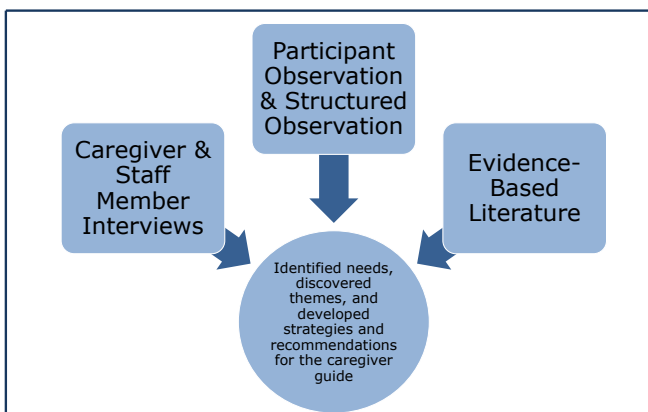 Participant
Observation
& Structured
Observation
Caregiver &
Staff
Member
Interviews
Evidence-
Based
Literature
Identified needs,
discovered
themes, and
developed
strategies and
recommendations
for the caregiver
guide